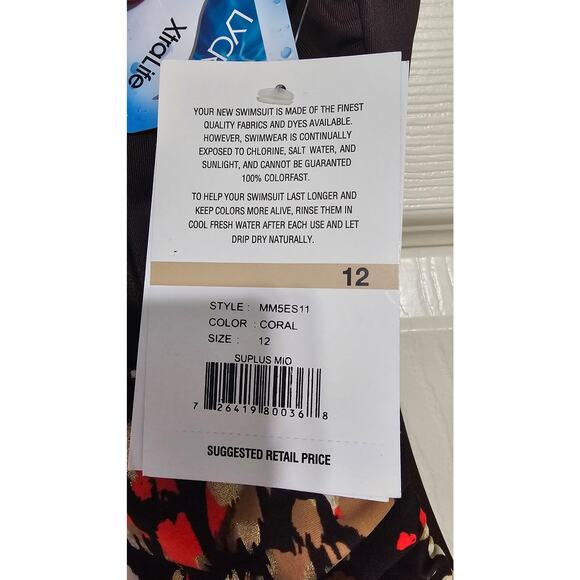 LYCR
XtraLife
YOUR NEW SWIMSUIT IS MADE OF THE FINEST
QUALITY FABRICS AND DYES AVAILABLE.
HOWEVER, SWIMWEAR IS CONTINUALLY
EXPOSED TO CHLORINE, SALT WATER, AND
SUNLIGHT, AND CANNOT BE GUARANTED
100% COLORFAST.
TO HELP YOUR SWIMSUIT LAST LONGER AND
KEEP COLORS MORE ALIVE, RINSE THEM IN
COOL FRESH WATER AFTER EACH USE AND LET
DRIP DRY NATURALLY.
12
STYLE : MM5ES11
COLOR : CORAL
SIZE : 12
SUPLUS MIO
7 26419 80036 8
SUGGESTED RETAIL PRICE